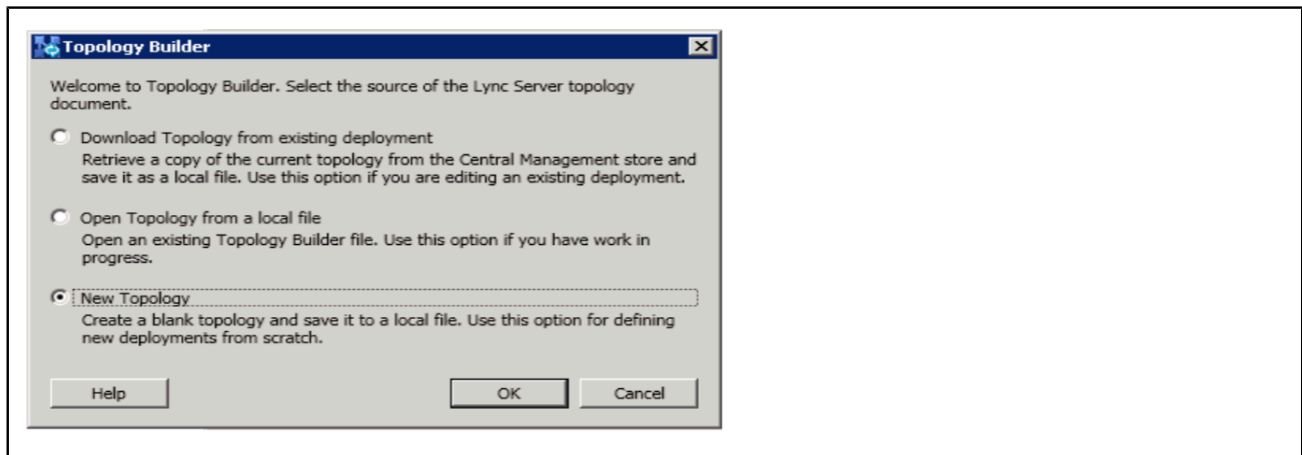 Topology Builder
Welcome to Topology Builder. Select the source of the Lync Server topology
document.
Download Topology from existing deployment
Retrieve a copy of the current topology from the Central Management store and
save it as a local file. Use this option if you are editing an existing deployment.
Open Topology from a local file
Open an existing Topology Builder file. Use this option if you have work in
progress.
New Topology
Create a blank topology and save it to a local file. Use this option for defining
new deployments from scratch.
Help OK Cancel